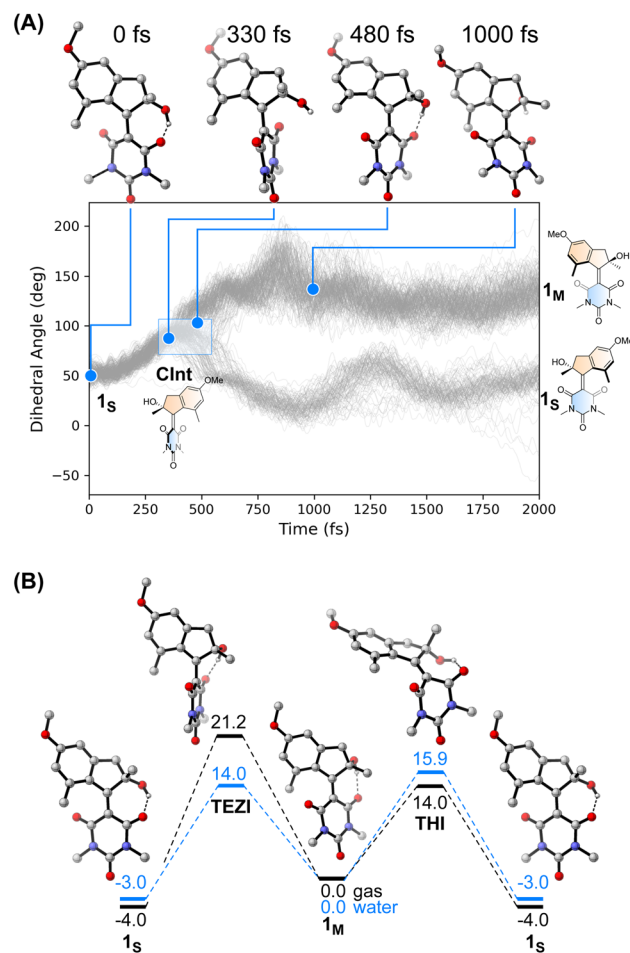 (A)
0 fs 330 fs 480 fs 1000 fs
200
150
100
50
0
−50
Dihedral Angle (deg)
1S
CInt
OMe
HO
O
O
N
N
O
MeO
OH
O
O
N
N
O
1M
OMe
HO
O
O
N
N
O
1S
0 250 500 750 1000 1250 1500 1750 2000
Time (fs)
(B)
21.2
14.0
TEZI
15.9
14.0
THI
-3.0
-4.0
1S
0.0 gas
0.0 water
1M
-3.0
-4.0
1S